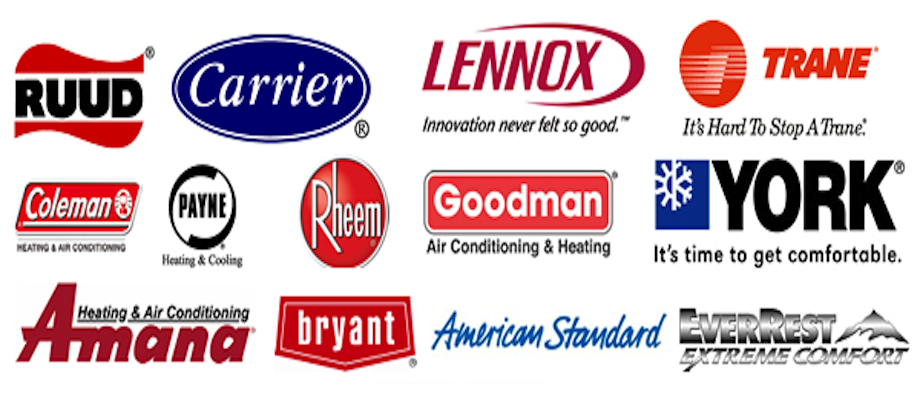 RUUD®
Carrier®
LENNOX
Innovation never felt so good.™
TRANE®
It's Hard To Stop A Trane.®
Coleman
HEATING & AIR CONDITIONING
PAYNE®
Heating & Cooling
Rheem®
Goodman®
Air Conditioning & Heating
YORK®
It's time to get comfortable.
Heating & Air Conditioning
Amana®
bryant®
American Standard
EVERREST
EXTREME COMFORT